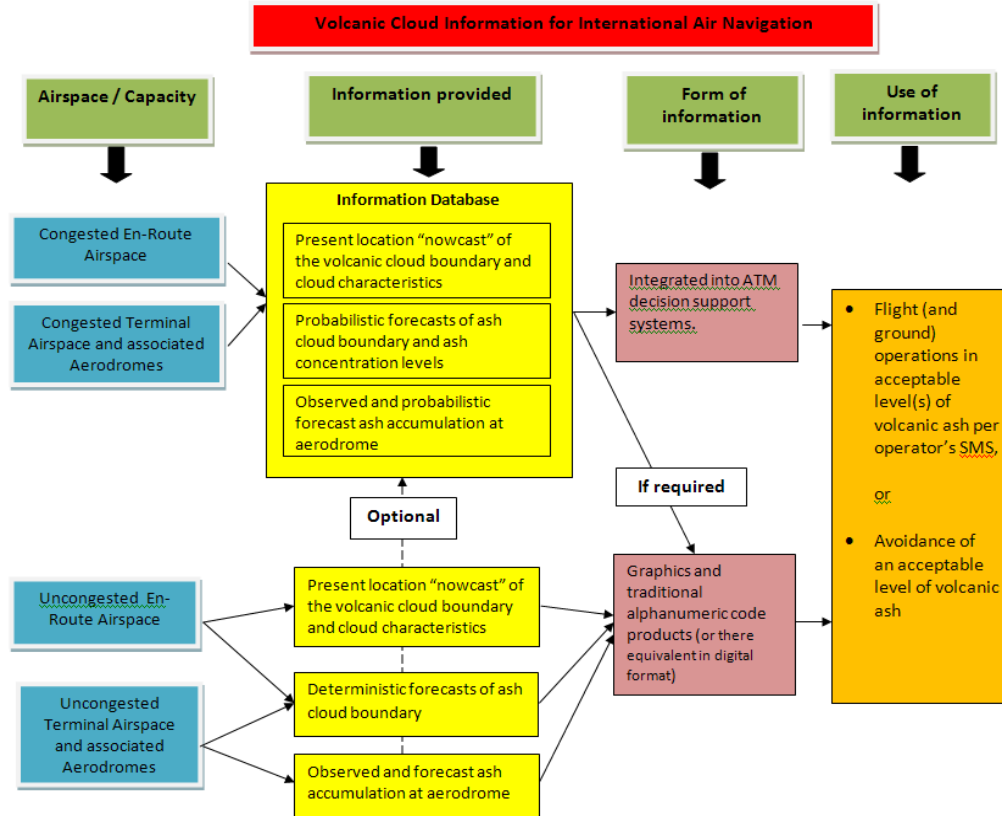 Volcanic Cloud Information for International Air Navigation
Airspace / Capacity
Information provided
Form of
information
Use of
information
Congested En-Route
Airspace
Congested Terminal
Airspace and associated
Aerodromes
Information Database
Present location “nowcast” of
the volcanic cloud boundary and
cloud characteristics
Probabilistic forecasts of ash
cloud boundary and ash
concentration levels
Observed and probabilistic
forecast ash accumulation at
aerodrome
Integrated into ATM
decision support
systems.
• Flight (and
ground)
operations in
acceptable
level(s) of
volcanic ash per
operator’s SMS,
or
• Avoidance of
an acceptable
level of volcanic
ash
If required
Optional
Uncongested En-
Route Airspace
Uncongested
Terminal Airspace
and associated
Aerodromes
Present location “nowcast” of
the volcanic cloud boundary
and cloud characteristics
Deterministic forecasts of ash
cloud boundary
Observed and forecast ash
accumulation at aerodrome
Graphics and
traditional
alphanumeric code
products (or there
equivalent in digital
format)